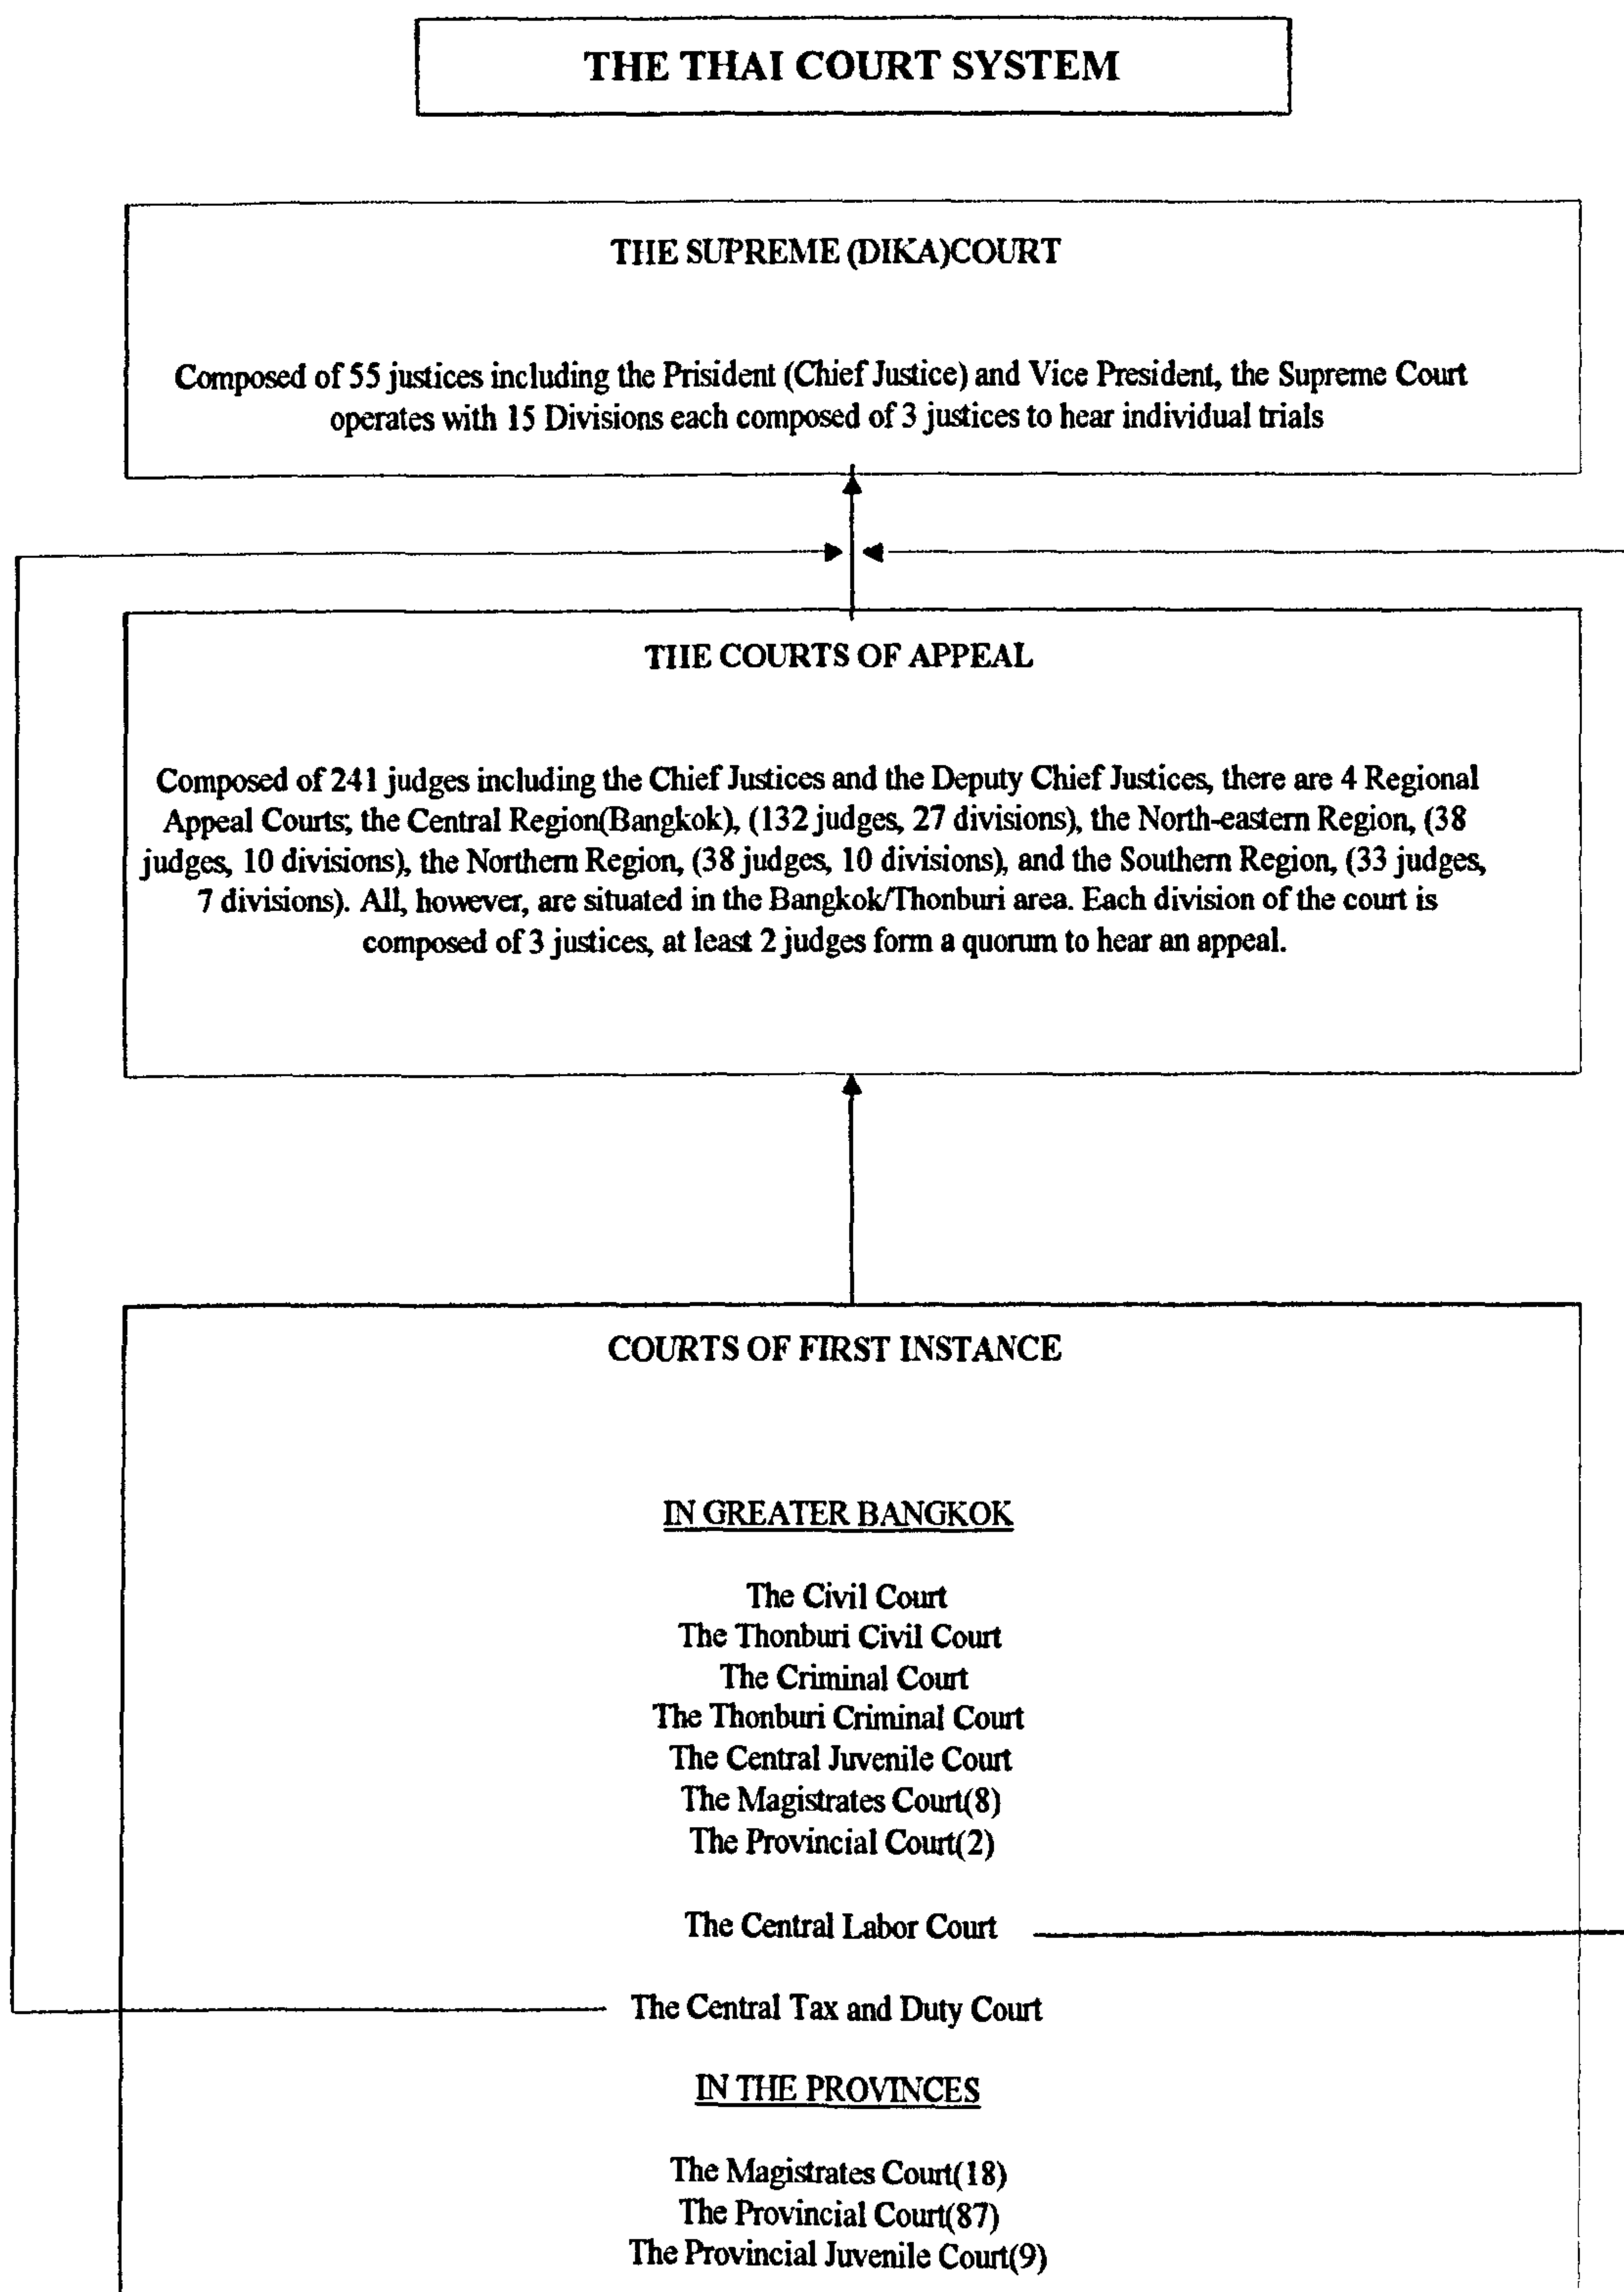 THE THAI COURT SYSTEM
THE SUPREME (DIKA)COURT
Composed of 55 justices including the Prisident (Chief Justice) and Vice President, the Supreme Court
operates with 15 Divisions each composed of 3 justices to hear individual trials
THE COURTS OF APPEAL
Composed of 241 judges including the Chief Justices and the Deputy Chief Justices, there are 4 Regional
Appeal Courts; the Central Region(Bangkok), (132 judges, 27 divisions), the North-eastern Region, (38
judges, 10 divisions), the Northern Region, (38 judges, 10 divisions), and the Southern Region, (33 judges,
7 divisions). All, however, are situated in the Bangkok/Thonburi area. Each division of the court is
composed of 3 justices, at least 2 judges form a quorum to hear an appeal.
COURTS OF FIRST INSTANCE
IN GREATER BANGKOK
The Civil Court
The Thonburi Civil Court
The Criminal Court
The Thonburi Criminal Court
The Central Juvenile Court
The Magistrates Court(8)
The Provincial Court(2)
The Central Labor Court
The Central Tax and Duty Court
IN THE PROVINCES
The Magistrates Court(18)
The Provincial Court(87)
The Provincial Juvenile Court(9)